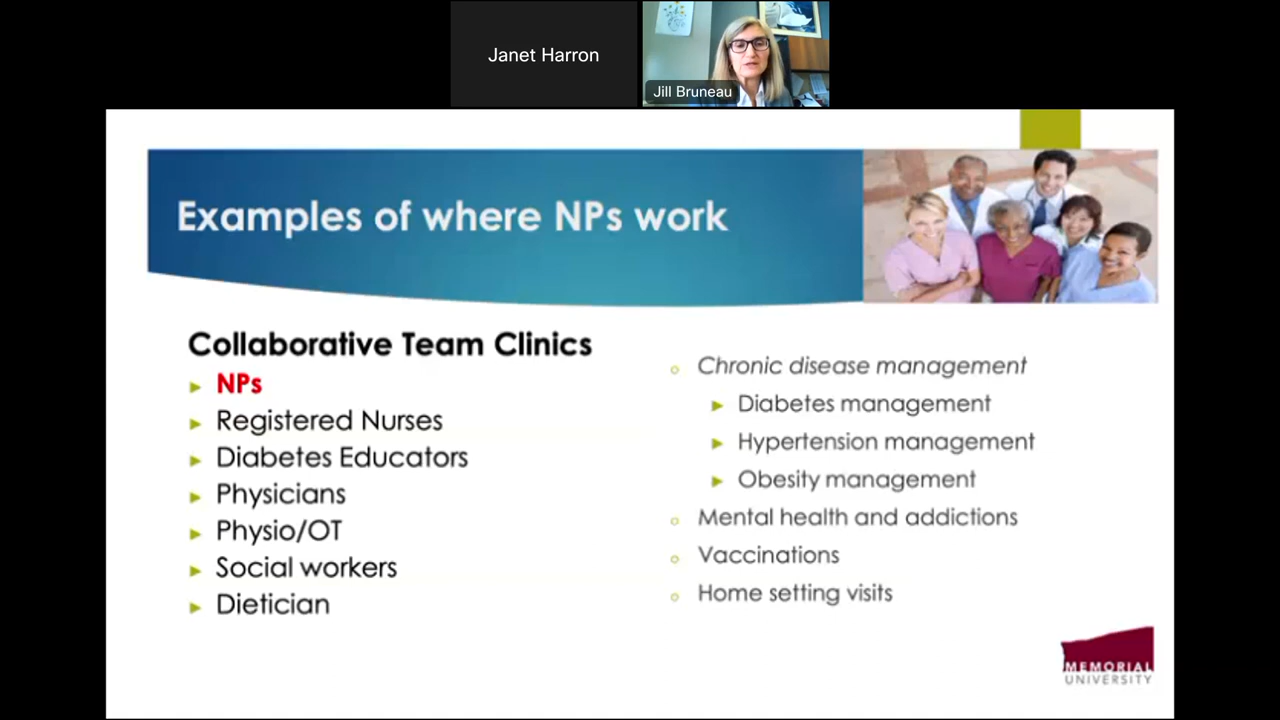 Janet Harron
Jill Bruneau
Examples of where NPs work
Collaborative Team Clinics
NPs
Registered Nurses
Diabetes Educators
Physicians
Physio/OT
Social workers
Dietician
Chronic disease management
Diabetes management
Hypertension management
Obesity management
Mental health and addictions
Vaccinations
Home setting visits
MEMORIAL
UNIVERSITY